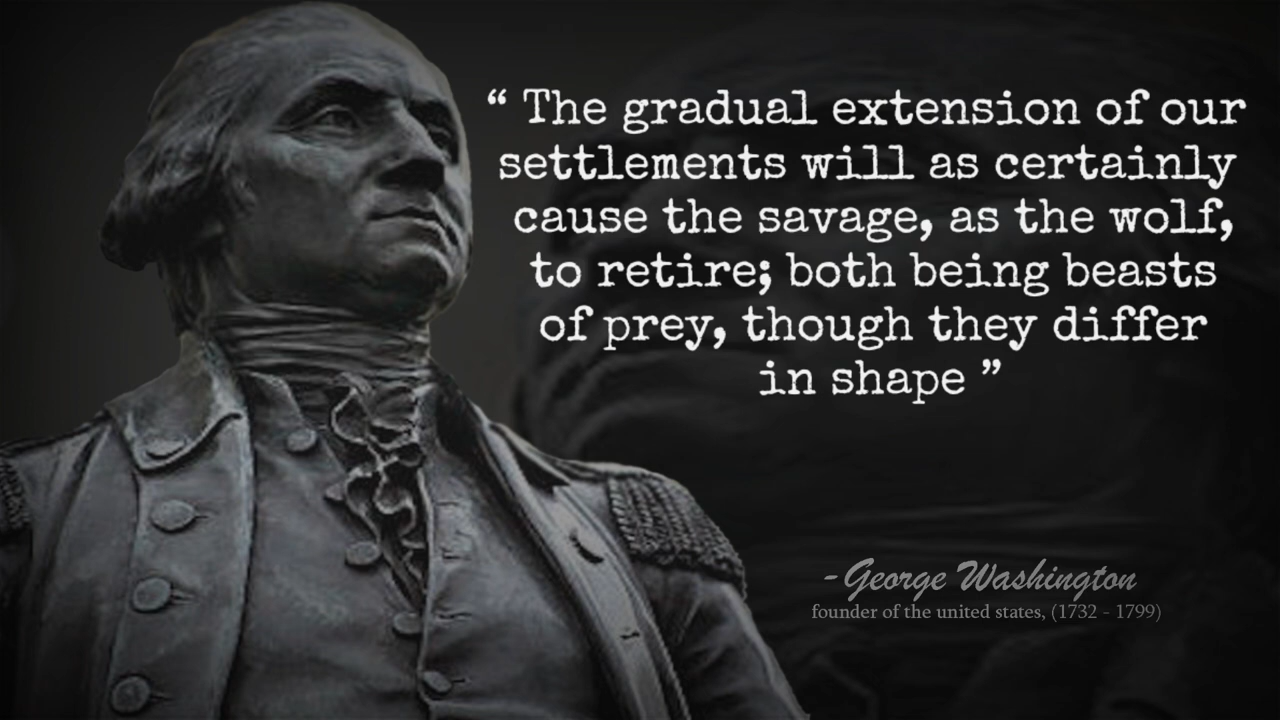 “ The gradual extension of our
settlements will as certainly
cause the savage, as the wolf,
to retire; both being beasts
of prey, though they differ
in shape ”
-George Washington
founder of the united states, (1732 - 1799)